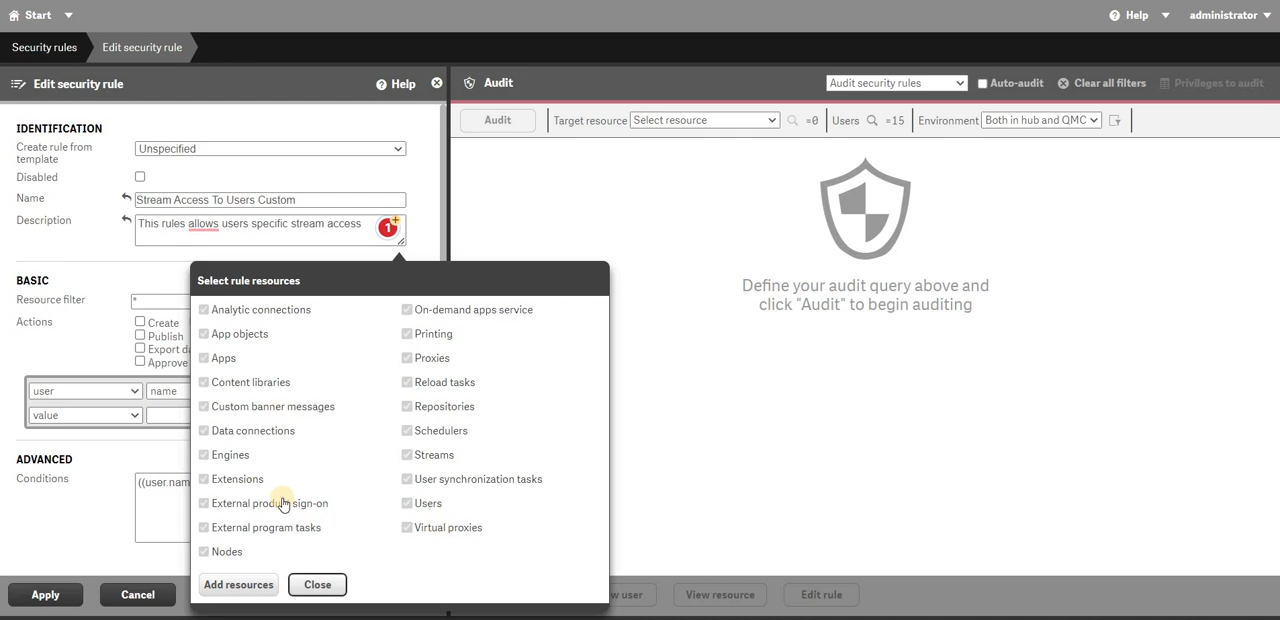 Start
Help
administrator
Security rules
Edit security rule
Edit security rule
Help
Audit
Audit security rules
Auto-audit
Clear all filters
Privileges to audit
Audit
Target resource
Select resource
=0
Users
=15
Environment
Both in hub and QMC
IDENTIFICATION
Create rule from
template
Unspecified
Disabled
Name
Stream Access To Users Custom
Description
This rules allows users specific stream access
1+
Define your audit query above and
click "Audit" to begin auditing
BASIC
Resource filter
*
Actions
Create
Publish
Export da
Approve
user
name
value
ADVANCED
Conditions
((user.nam
Select rule resources
Analytic connections
App objects
Apps
Content libraries
Custom banner messages
Data connections
Engines
Extensions
External produ sign-on
External program tasks
Nodes
On-demand apps service
Printing
Proxies
Reload tasks
Repositories
Schedulers
Streams
User synchronization tasks
Users
Virtual proxies
Add resources
Close
Apply
Cancel
w user
View resource
Edit rule